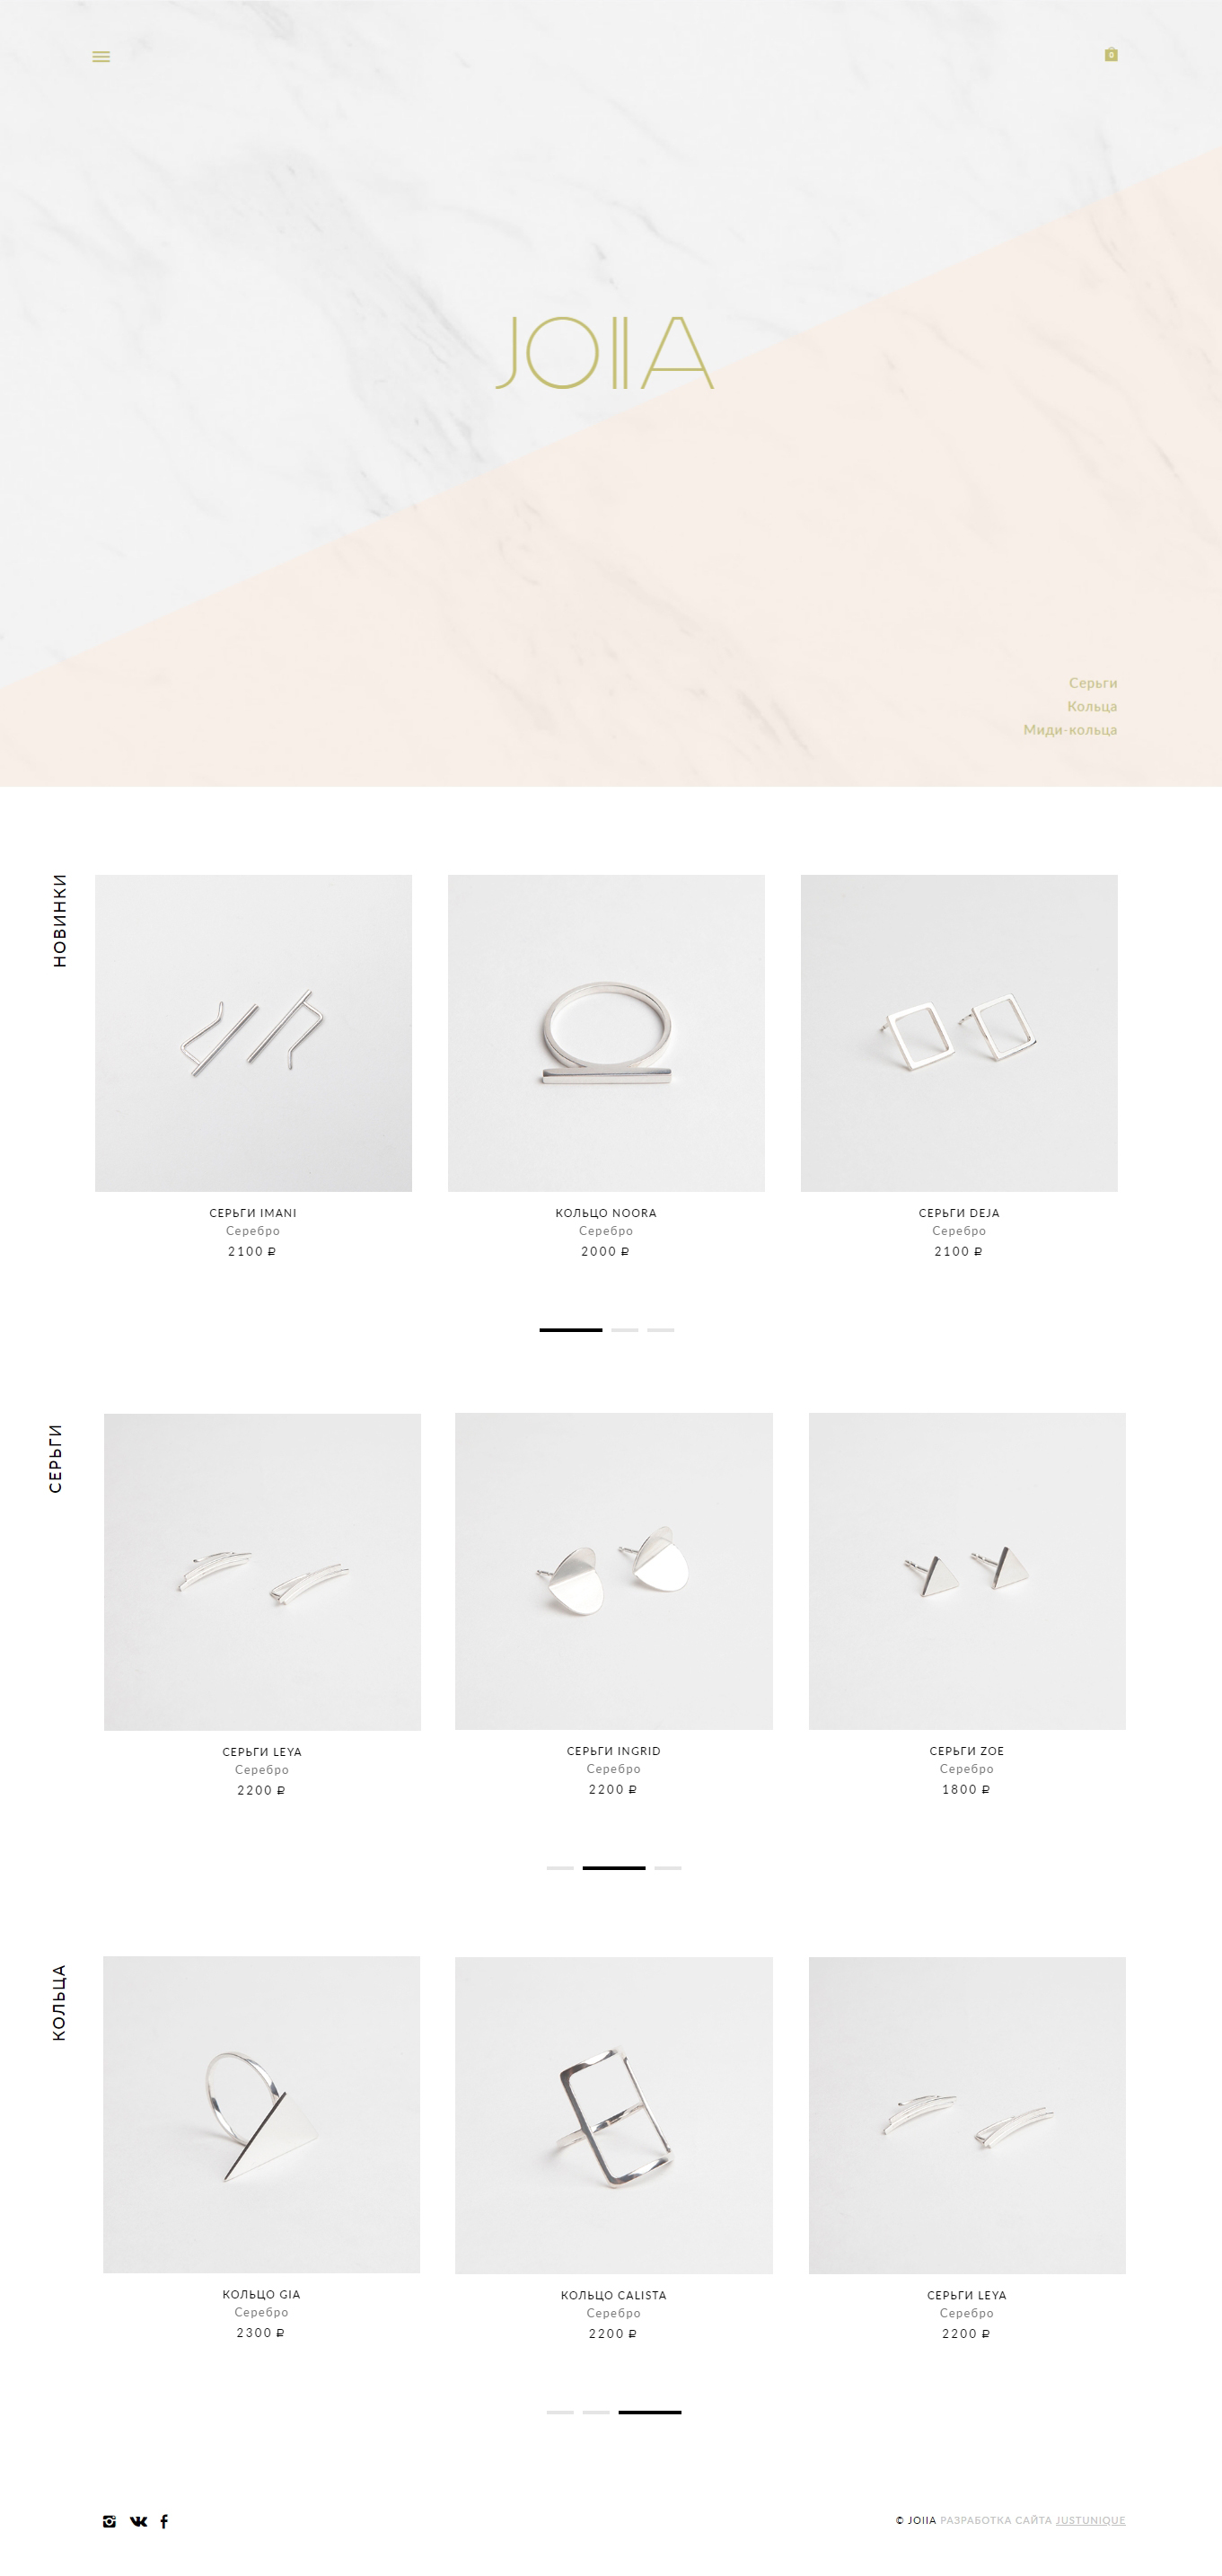 0
JOIIA
Серьги
Кольца
Миди-кольца
НОВИНКИ
СЕРЬГИ IMANI
Серебро
2100 ₽
КОЛЬЦО NOORA
Серебро
2000 ₽
СЕРЬГИ DEJA
Серебро
2100 ₽
СЕРЬГИ
СЕРЬГИ LEYA
Серебро
2200 ₽
СЕРЬГИ INGRID
Серебро
2200 ₽
СЕРЬГИ ZOE
Серебро
1800 ₽
КОЛЬЦА
КОЛЬЦО GIA
Серебро
2300 ₽
КОЛЬЦО CALISTA
Серебро
2200 ₽
СЕРЬГИ LEYA
Серебро
2200 ₽
© JOIIA РАЗРАБОТКА САЙТА JUSTUNIQUE